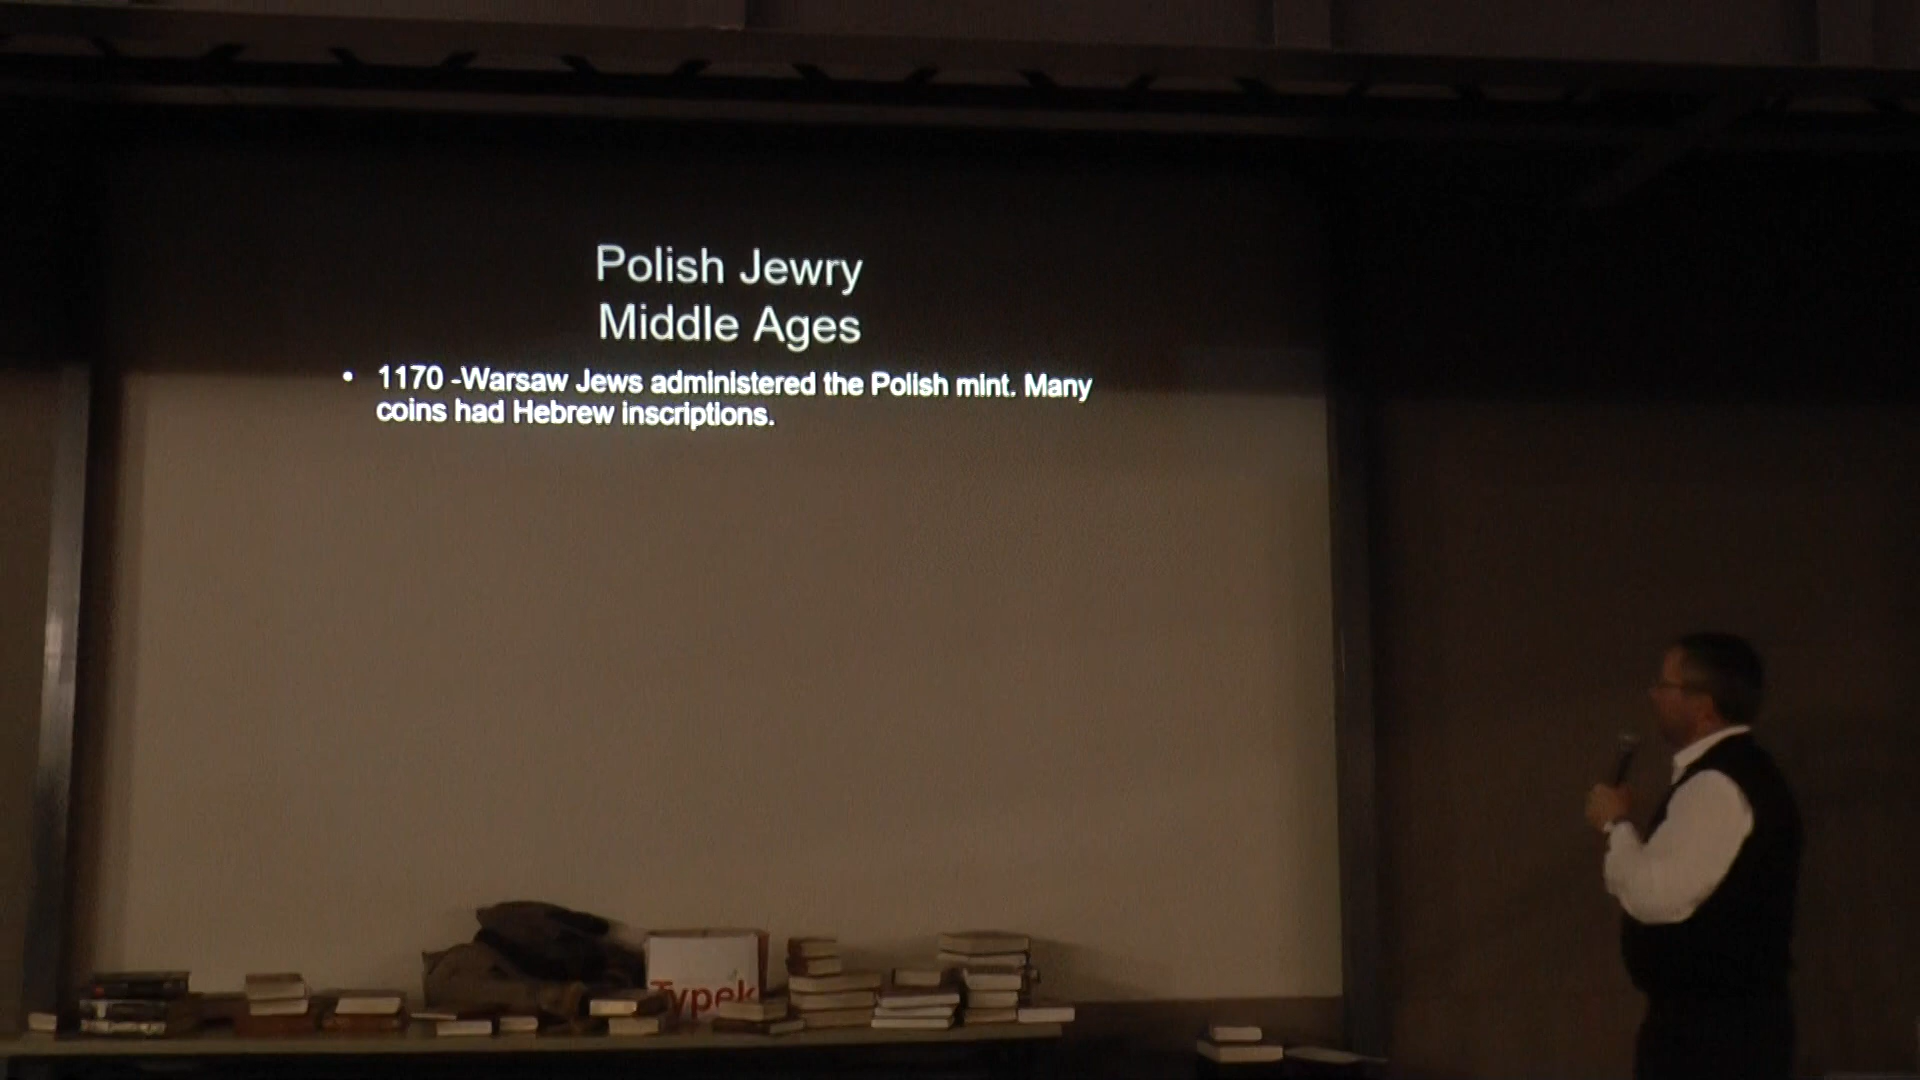 Polish Jewry
Middle Ages
• 1170 -Warsaw Jews administered the Polish mint. Many
coins had Hebrew inscriptions.
Typek